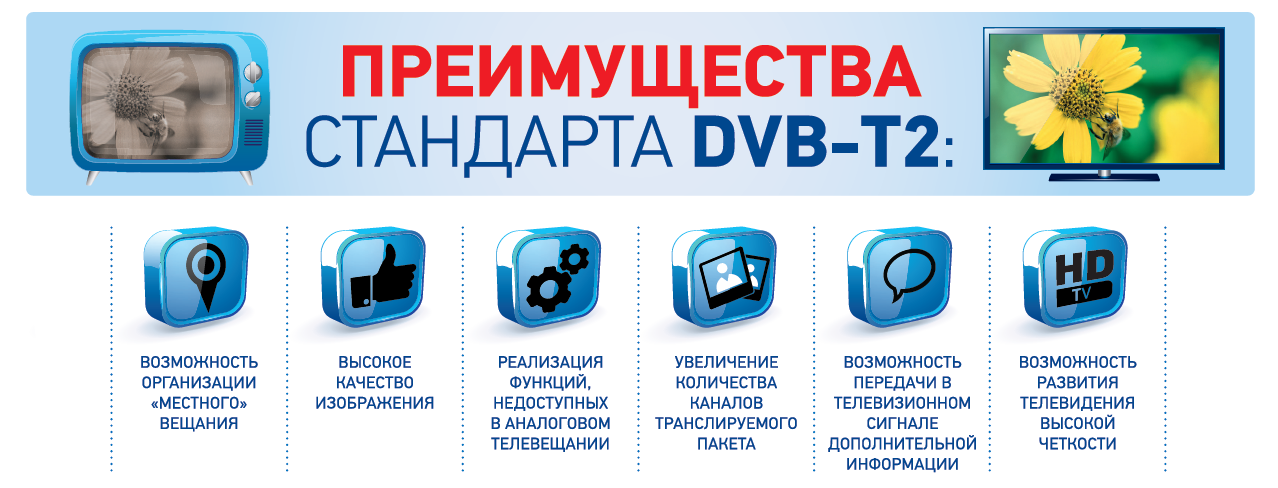 ПРЕИМУЩЕСТВА
СТАНДАРТА DVB-T2:
ВОЗМОЖНОСТЬ
ОРГАНИЗАЦИИ
«МЕСТНОГО»
ВЕЩАНИЯ
ВЫСОКОЕ
КАЧЕСТВО
ИЗОБРАЖЕНИЯ
РЕАЛИЗАЦИЯ
ФУНКЦИЙ,
НЕДОСТУПНЫХ
В АНАЛОГОВОМ
ТЕЛЕВЕЩАНИИ
УВЕЛИЧЕНИЕ
КОЛИЧЕСТВА
КАНАЛОВ
ТРАНСЛИРУЕМОГО
ПАКЕТА
ВОЗМОЖНОСТЬ
ПЕРЕДАЧИ В
ТЕЛЕВИЗИОННОМ
СИГНАЛЕ
ДОПОЛНИТЕЛЬНОЙ
ИНФОРМАЦИИ
HD
TV
ВОЗМОЖНОСТЬ
РАЗВИТИЯ
ТЕЛЕВИДЕНИЯ
ВЫСОКОЙ
ЧЕТКОСТИ